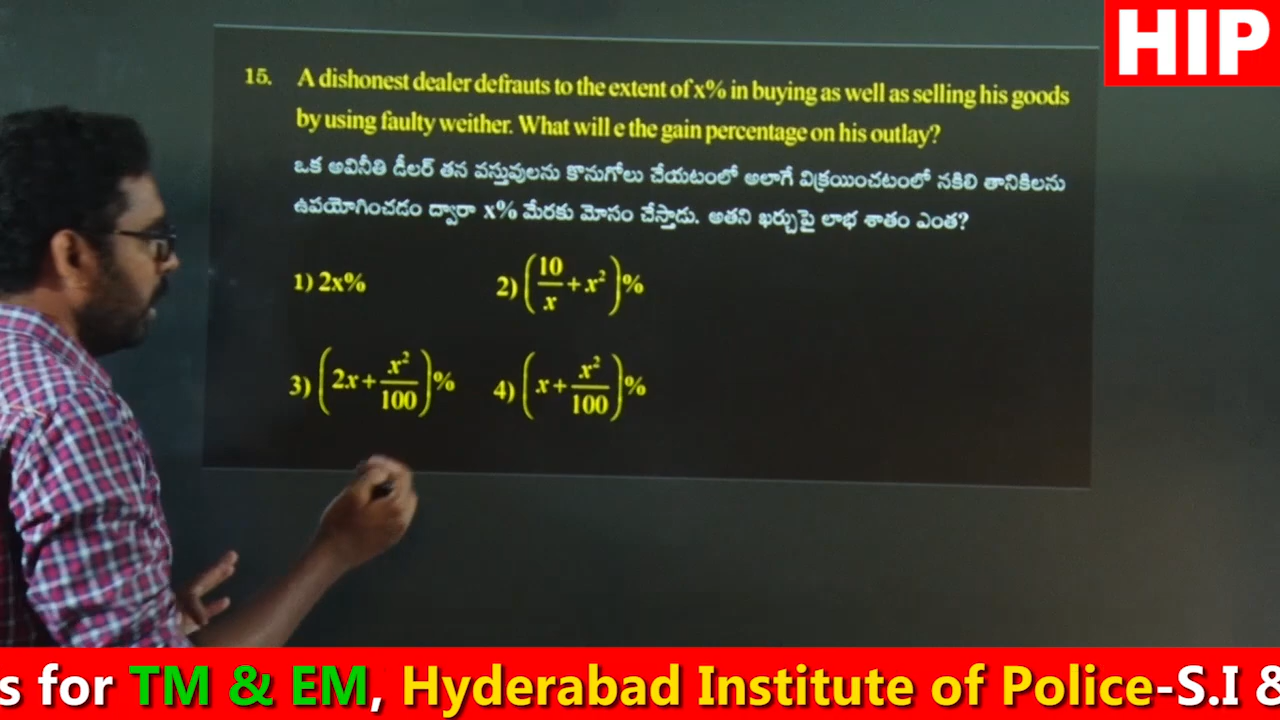 HIP
15. A dishonest dealer defrauts to the extent of x% in buying as well as selling his goods
by using faulty weither. What will e the gain percentage on his outlay?
ఒక అవినీతి డీలర్ తన వస్తువులను కొనుగోలు చేయటంలో అలాగే విక్రయించటంలో నకిలి తానికిలను
ఉపయోగించడం ద్వారా x% మేరకు మోసం చేస్తాడు. అతని ఖర్చుపై లాభ శాతం ఎంత?
1) 2x% 2) (10/x + x²)%
3) (2x + x²/100)% 4) (x + x²/100)%
s for TM & EM, Hyderabad Institute of Police-S.I &